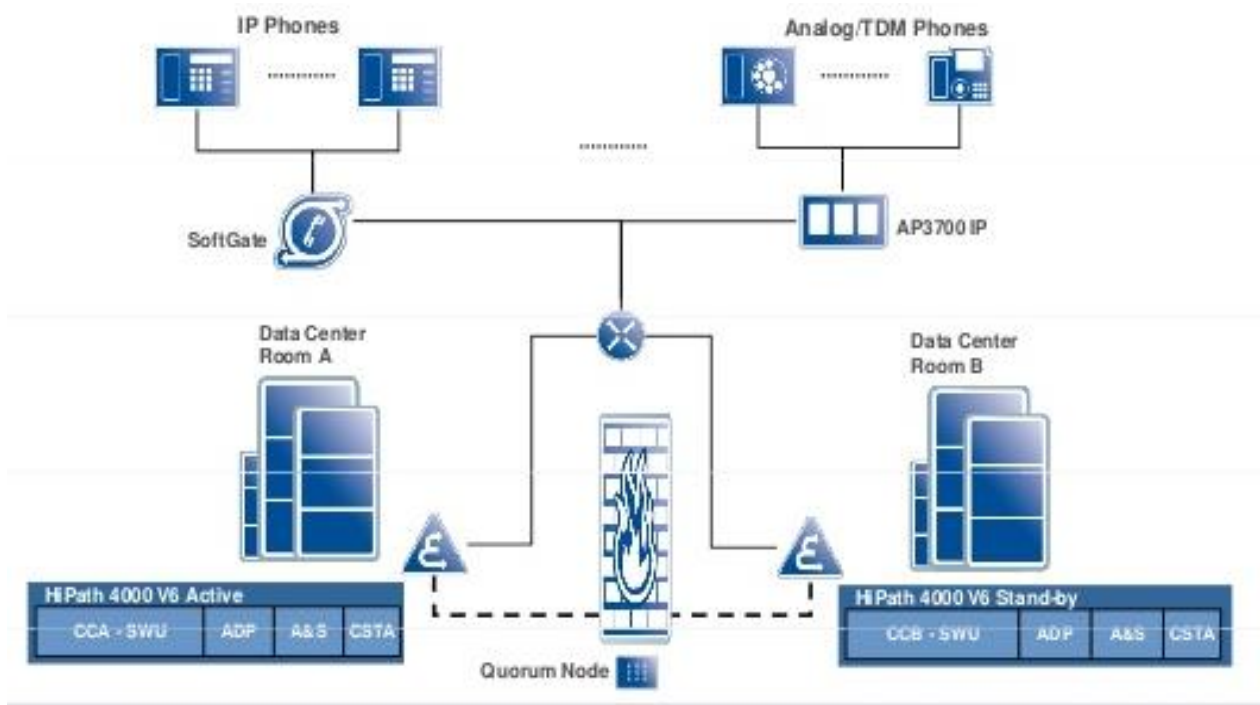 IP Phones
Analog/TDM Phones
SoftGate
AP3700 IP
Data Center
Room A
Data Center
Room B
HiPath 4000 V6 Active
CCA - SWU ADP A&S CSTA
HiPath 4000 V6 Stand-by
CCB - SWU ADP A&S CSTA
Quorum Node